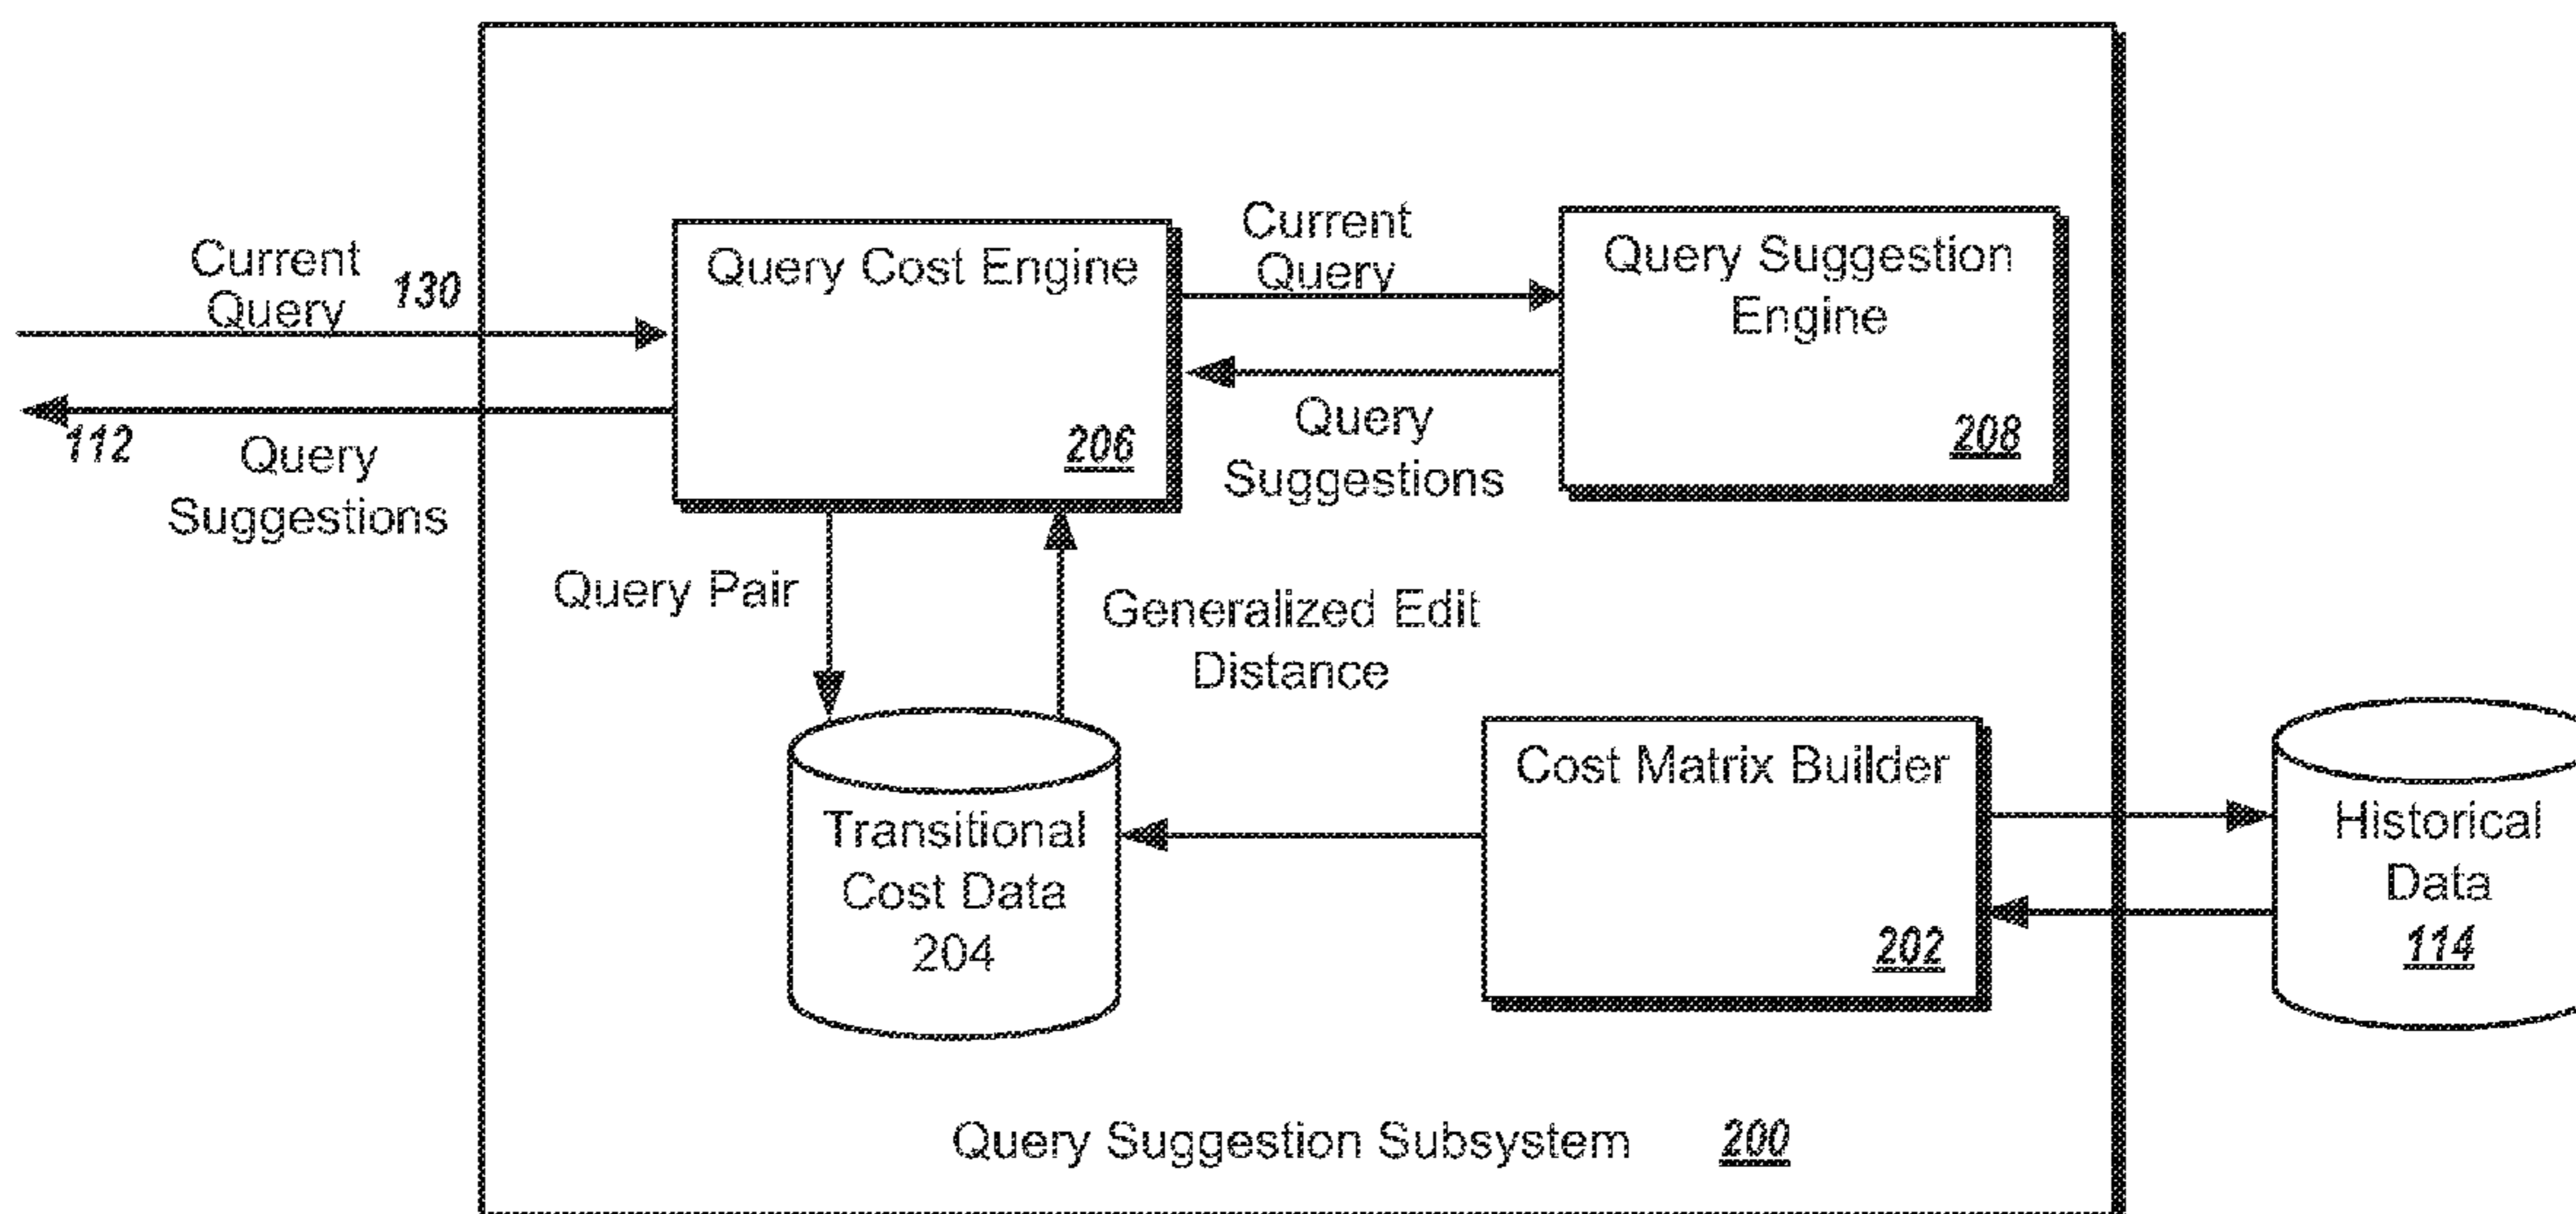 Current
Query
130
112
Query
Suggestions
Query Cost Engine
206
Current
Query
Query
Suggestions
Query Suggestion
Engine
208
Query Pair
Generalized Edit
Distance
Transitional
Cost Data
204
Cost Matrix Builder
202
Historical
Data
114
Query Suggestion Subsystem 200